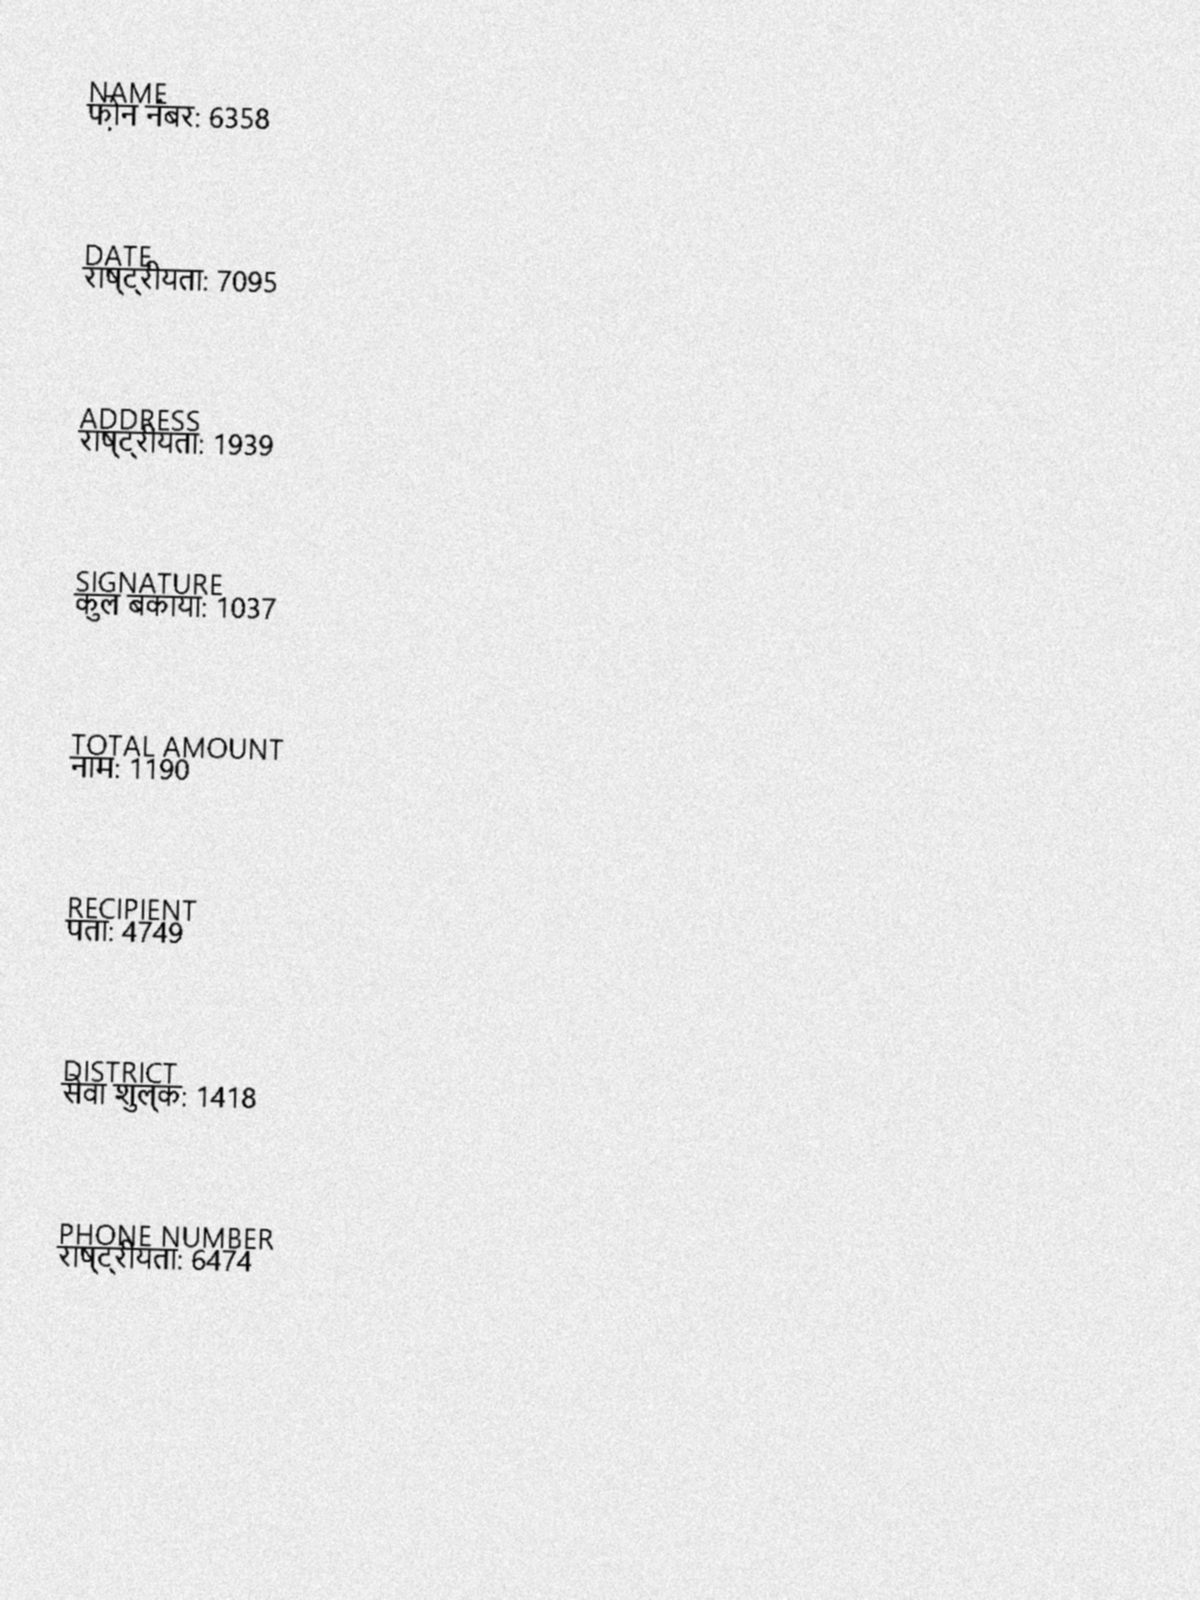 NAME
फ़ोन नंबर: 6358
DATE
राष्ट्रीयता: 7095
ADDRESS
राष्ट्रीयता: 1939
SIGNATURE
कुल बकाया: 1037
TOTAL AMOUNT
नाम: 1190
RECIPIENT
पता: 4749
DISTRICT
सेवा शुल्क: 1418
PHONE NUMBER
राष्ट्रीयता: 6474